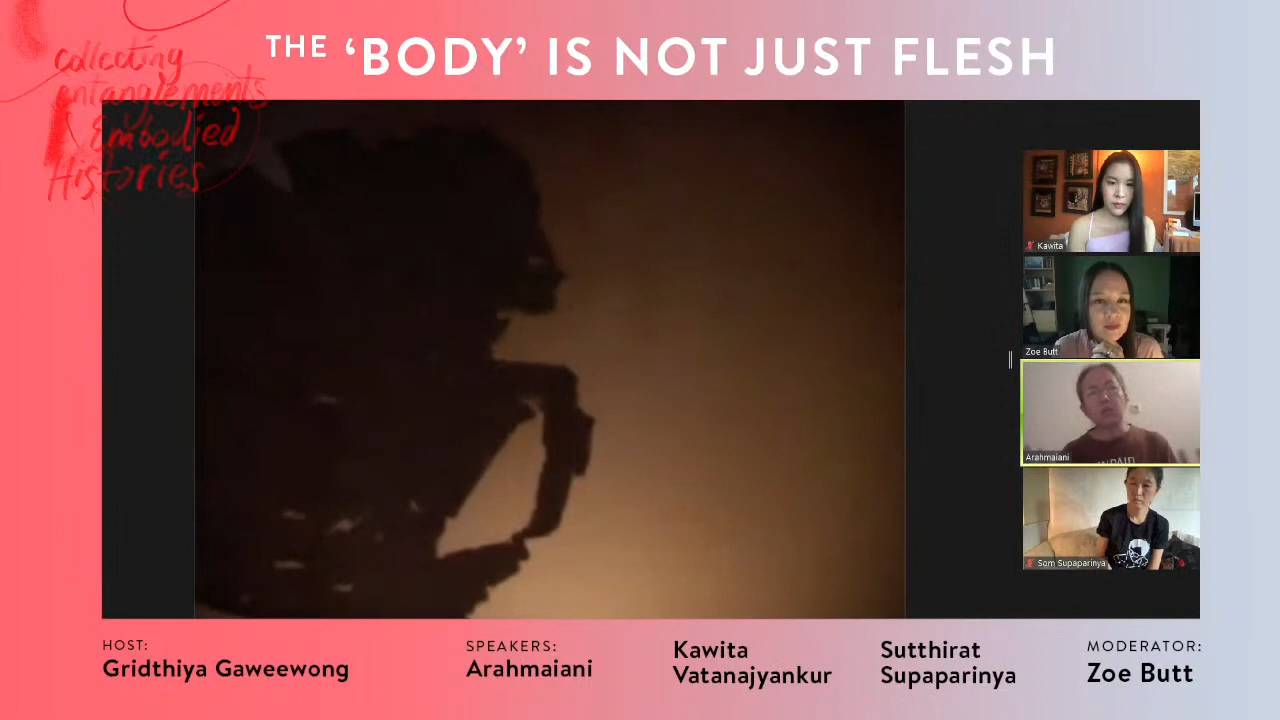 THE ‘BODY’ IS NOT JUST FLESH
collecting
entanglements
Embodied
Histories
Kawita
Zoe Butt
Arahmaiani
Som Supaparinya
HOST:
Gridthiya Gaweewong
SPEAKERS:
Arahmaiani
Kawita
Vatanajyankur
Sutthirat
Supaparinya
MODERATOR:
Zoe Butt